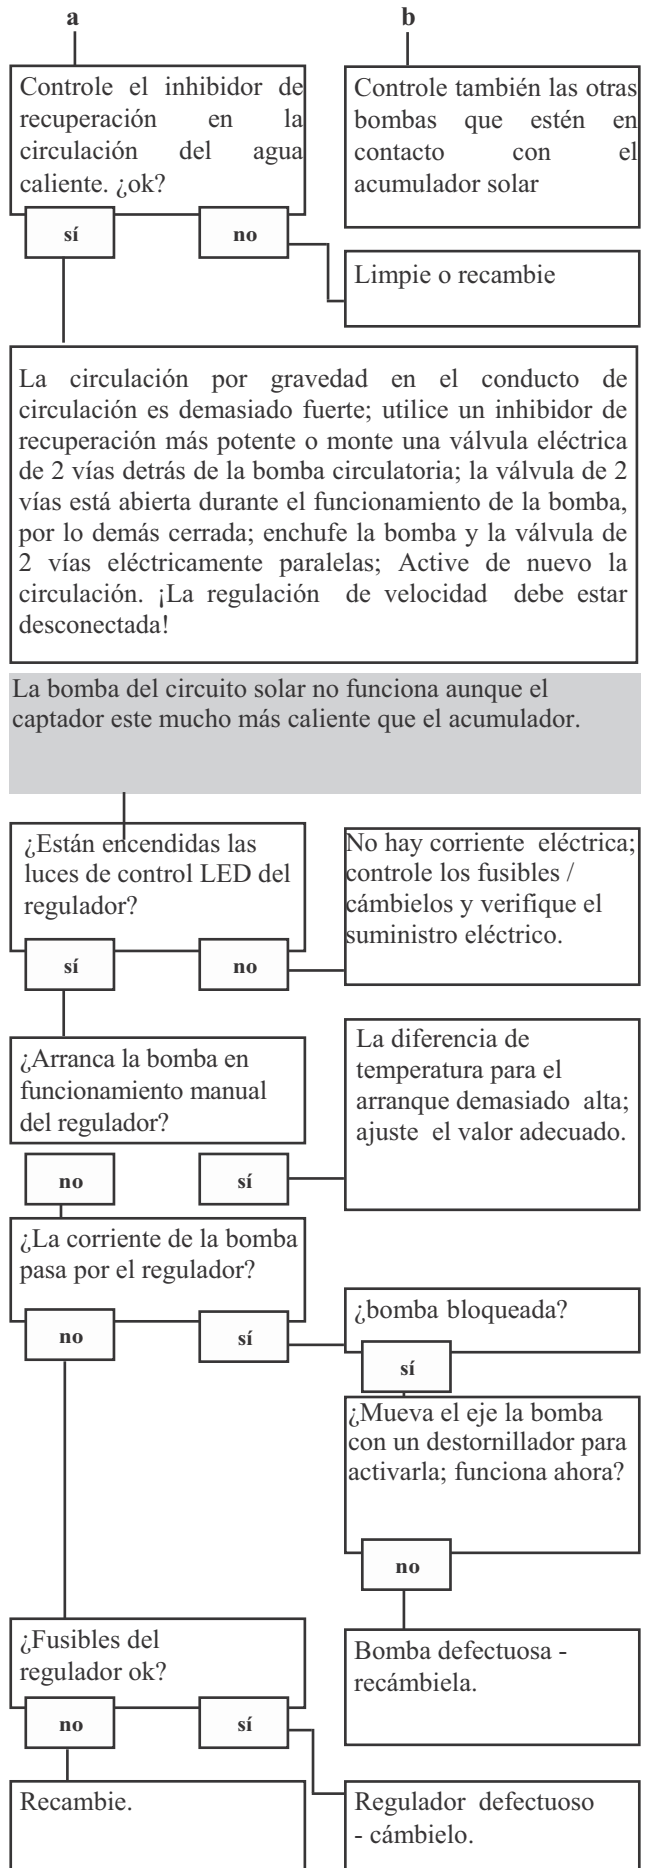 a
b
Controle el inhibidor de
recuperación en la
circulación del agua
caliente. ¿ok?
sí
no
Controle también las otras
bombas que estén en
contacto con el
acumulador solar
Limpie o recambie
La circulación por gravedad en el conducto de
circulación es demasiado fuerte; utilice un inhibidor de
recuperación más potente o monte una válvula eléctrica
de 2 vías detrás de la bomba circulatoria; la válvula de 2
vías está abierta durante el funcionamiento de la bomba,
por lo demás cerrada; enchufe la bomba y la válvula de
2 vías eléctricamente paralelas; Active de nuevo la
circulación. ¡La regulación de velocidad debe estar
desconectada!
La bomba del circuito solar no funciona aunque el
captador este mucho más caliente que el acumulador.
¿Están encendidas las
luces de control LED del
regulador?
sí
no
No hay corriente eléctrica;
controle los fusibles /
cámbielos y verifique el
suministro eléctrico.
¿Arranca la bomba en
funcionamiento manual
del regulador?
no
sí
La diferencia de
temperatura para el
arranque demasiado alta;
ajuste el valor adecuado.
¿La corriente de la bomba
pasa por el regulador?
no
sí
¿bomba bloqueada?
sí
¿Mueva el eje la bomba
con un destornillador para
activarla; funciona ahora?
no
¿Fusibles del
regulador ok?
no
sí
Bomba defectuosa -
recámbiela.
Recambie.
Regulador defectuoso
- cámbielo.